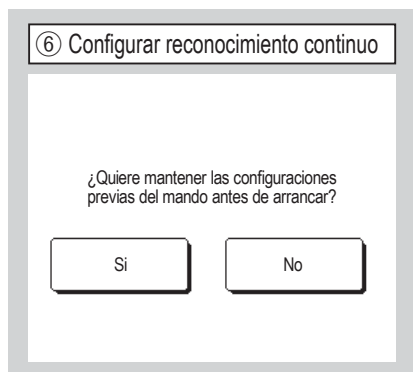 ⑥ Configurar reconocimiento continuo
¿Quiere mantener las configuraciones
previas del mando antes de arrancar?
Si
No